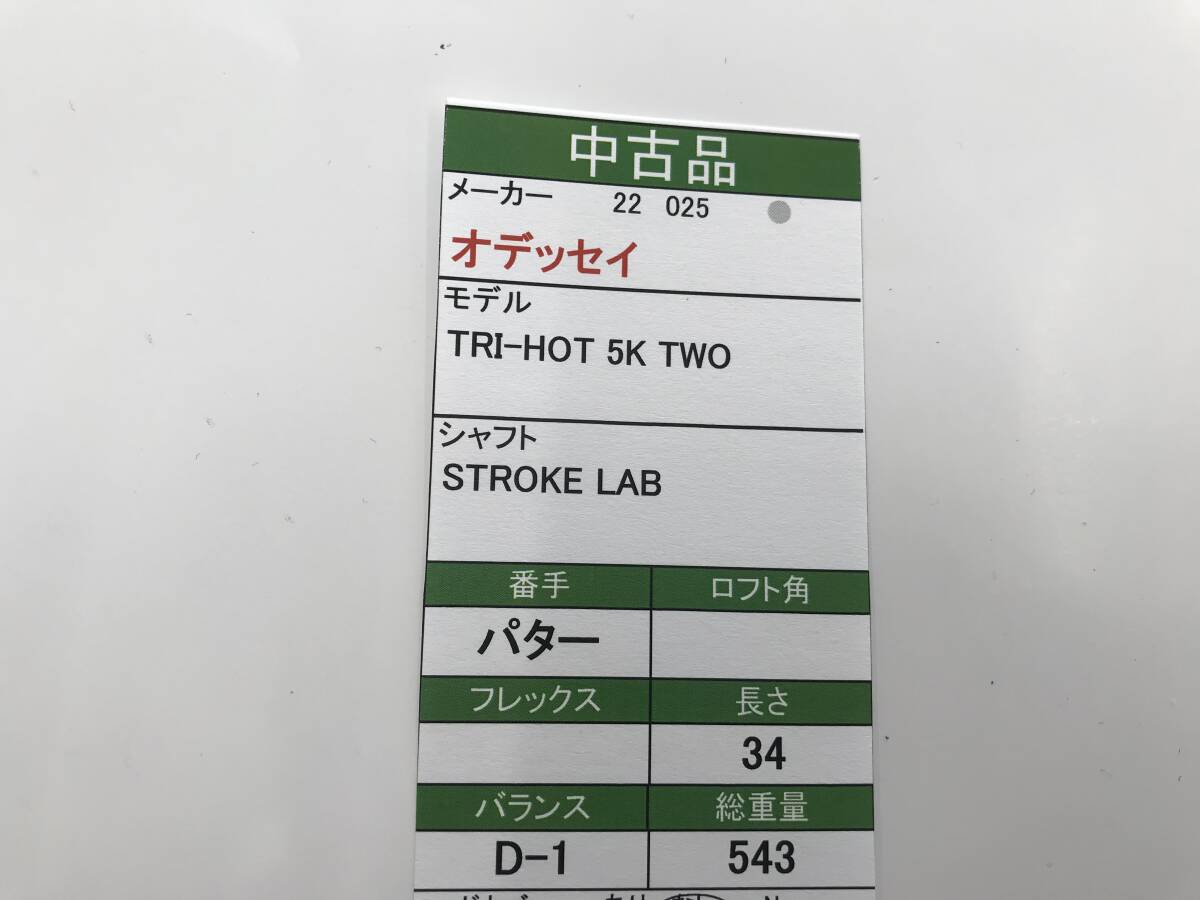 中古品
メーカー 22 025
オデッセイ
モデル
TRI-HOT 5K TWO
シャフト
STROKE LAB
番手 ロフト角
パター
フレックス 長さ
34
バランス 総重量
D-1 543